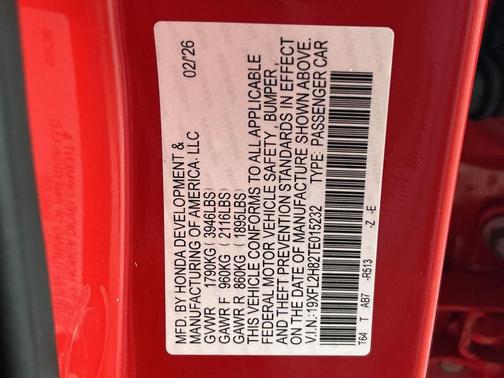 MFD. BY HONDA DEVELOPMENT & 02/'26
MANUFACTURING OF AMERICA, LLC
GVWR 1790KG ( 3946LBS)
GAWR F 960KG ( 2116LBS)
GAWR R 860KG ( 1895LBS)
THIS VEHICLE CONFORMS TO ALL APPLICABLE
FEDERAL MOTOR VEHICLE SAFETY , BUMPER ,
AND THEFT PREVENTION STANDARDS IN EFFECT
ON THE DATE OF MANUFACTURE SHOWN ABOVE.
V.I.N: 19XFL2H82TE015232 TYPE: PASSENGER CAR
T64 T AB7 -R513 -Z -E